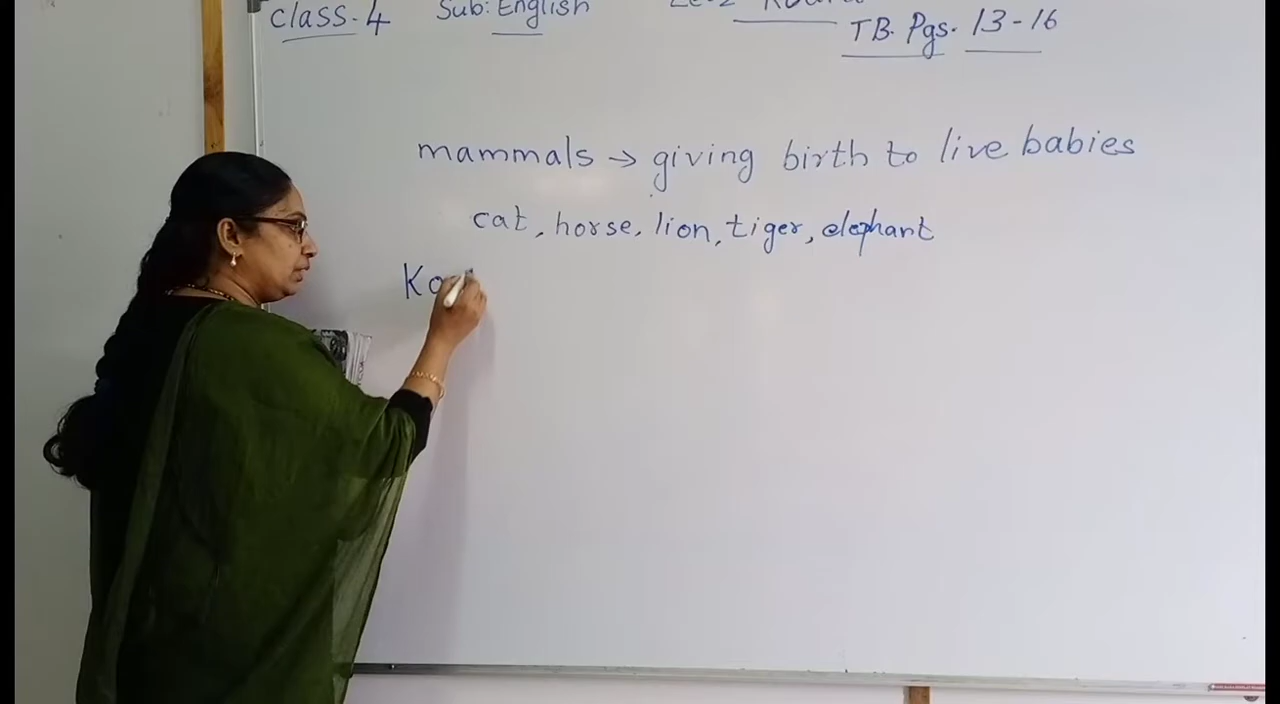 Class-4 Sub: English
TB. Pgs. 13-16
mammals → giving birth to live babies
cat, horse, lion, tiger, elephant